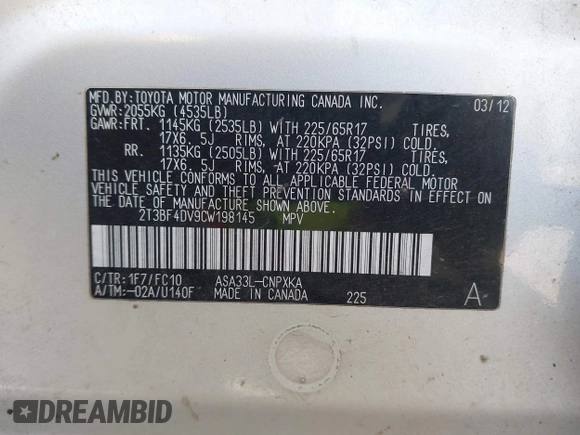 MFD.BY:TOYOTA MOTOR MANUFACTURING CANADA INC. 03/12
GVWR:2055KG (4535LB)
GAWR:FRT. 1145KG (2535LB) WITH 225/65R17 TIRES,
17X6.5J RIMS, AT 220KPA (32PSI) COLD.
RR. 1135KG (2505LB) WITH 225/65R17 TIRES,
17X6.5J RIMS, AT 220KPA (32PSI) COLD.
THIS VEHICLE CONFORMS TO ALL APPLICABLE FEDERAL MOTOR
VEHICLE SAFETY AND THEFT PREVENTION STANDARDS IN EFFECT ON
THE DATE OF MANUFACTURE SHOWN ABOVE.
2T3BF4DV9CW198145 MPV
C/TR:1F7/FC10 ASA33L-CNPXKA
A/TM:-02A/U140F MADE IN CANADA 225 A
DREAMBID